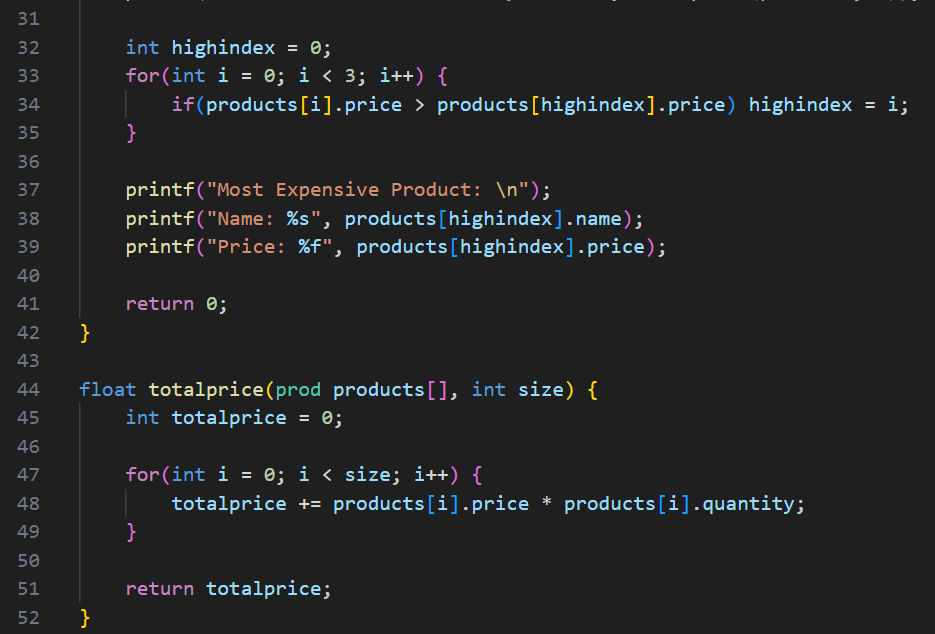 31
32 int highindex = 0;
33 for(int i = 0; i < 3; i++) {
34 if(products[i].price > products[highindex].price) highindex = i;
35 }
36
37 printf("Most Expensive Product: \n");
38 printf("Name: %s", products[highindex].name);
39 printf("Price: %f", products[highindex].price);
40
41 return 0;
42 }
43
44 float totalprice(prod products[], int size) {
45 int totalprice = 0;
46
47 for(int i = 0; i < size; i++) {
48 totalprice += products[i].price * products[i].quantity;
49 }
50
51 return totalprice;
52 }